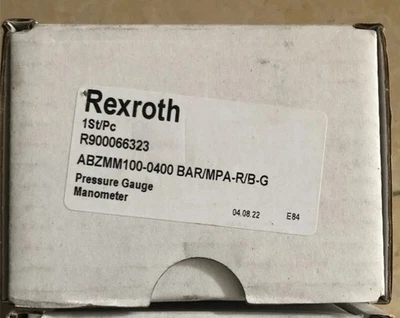 Rexroth
1St/Pc
R900066323
ABZMM100-0400 BAR/MPA-R/B-G
Pressure Gauge
Manometer
04.08.22 E84